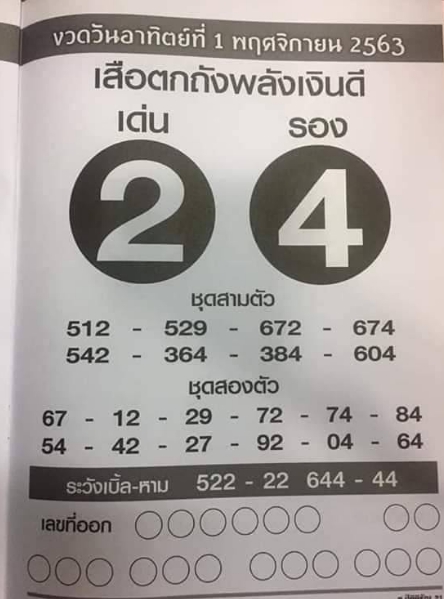 งวดวันอาทิตย์ที่ 1 พฤศจิกายน 2563
เสือตกถังพลังเงินดี
เด่น รอง
2 4
ชุดสามตัว
512 - 529 - 672 - 674
542 - 364 - 384 - 604
ชุดสองตัว
67 - 12 - 29 - 72 - 74 - 84
54 - 42 - 27 - 92 - 04 - 64
ระวังเบิ้ล-หาม 522 - 22 644 - 44
เลขที่ออก